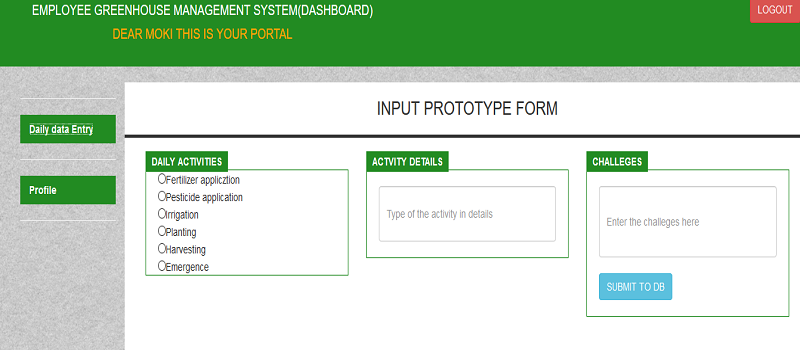 EMPLOYEE GREENHOUSE MANAGEMENT SYSTEM(DASHBOARD)
LOGOUT
DEAR MOKI THIS IS YOUR PORTAL
INPUT PROTOTYPE FORM
Daily data Entry
Profile
DAILY ACTIVITIES
Fertilizer applicztion
Pesticide application
Irrigation
Planting
Harvesting
Emergence
ACTVITY DETAILS
Type of the activity in details
CHALLEGES
Enter the challeges here
SUBMIT TO DB